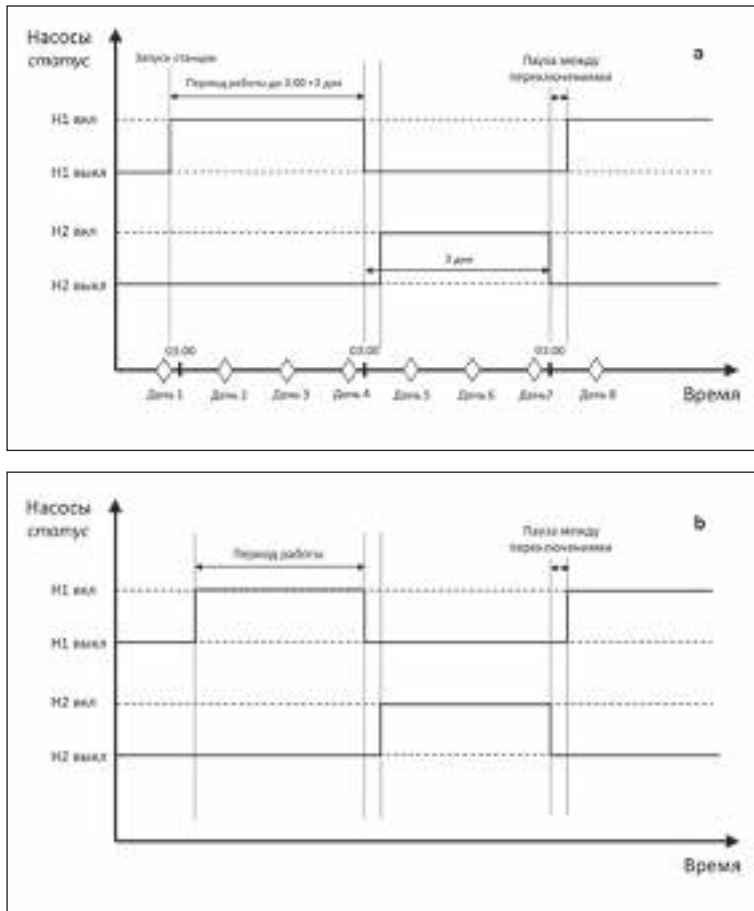 Насосы
статус
a
Запуск станции
Пауза между
переключениями
Период работы до 3.00 +3 дня
Н1 вкл
Н1 выкл
Н2 вкл
3 дня
Н2 выкл
03.00
03.00
03.00
День 1
День 2
День 3
День 4
День 5
День 6
День 7
День 8
Время
Насосы
статус
b
Пауза между
переключениями
Период работы
Н1 вкл
Н1 выкл
Н2 вкл
Н2 выкл
Время